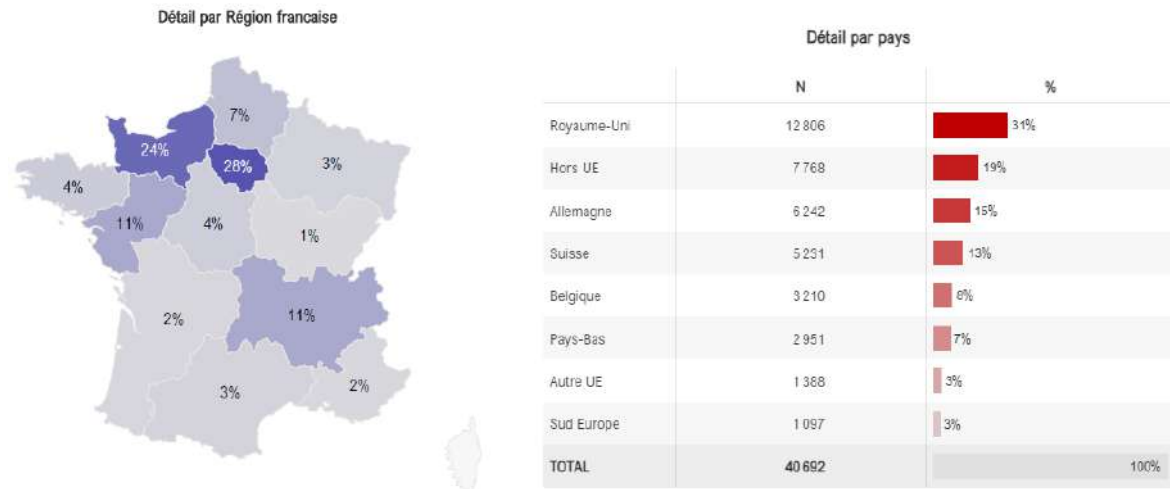 Détail par Région francaise
7%
24%
28%
3%
4%
11%
4%
1%
2%
11%
3%
2%
Détail par pays
N %
Royaume-Uni 12 806 31%
Hors UE 7 768 19%
Allemagne 6 242 15%
Suisse 5 231 13%
Belgique 3 210 8%
Pays-Bas 2 951 7%
Autre UE 1 388 3%
Sud Europe 1 097 3%
TOTAL 40 692 100%